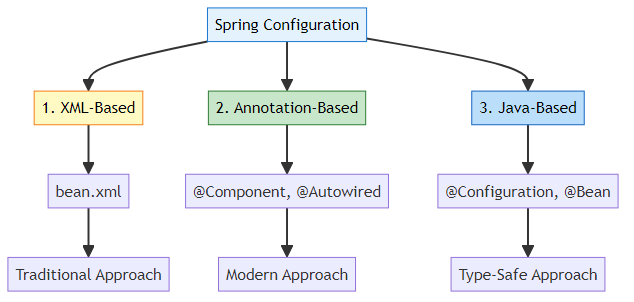 Spring Configuration
1. XML-Based
2. Annotation-Based
3. Java-Based
bean.xml
@Component, @Autowired
@Configuration, @Bean
Traditional Approach
Modern Approach
Type-Safe Approach